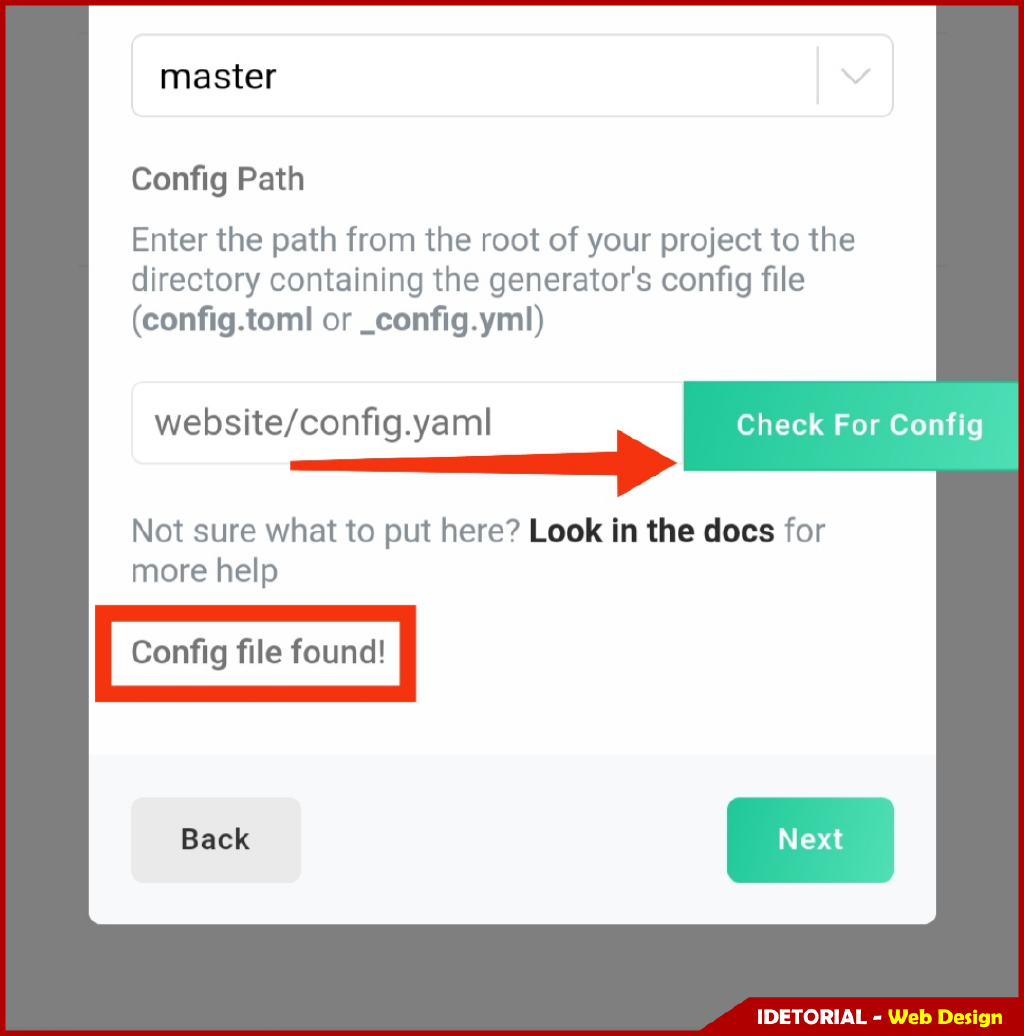 master
Config Path
Enter the path from the root of your project to the
directory containing the generator's config file
(config.toml or _config.yml)
website/config.yaml
Check For Config
Not sure what to put here? Look in the docs for
more help
Config file found!
Back
Next
IDETORIAL - Web Design